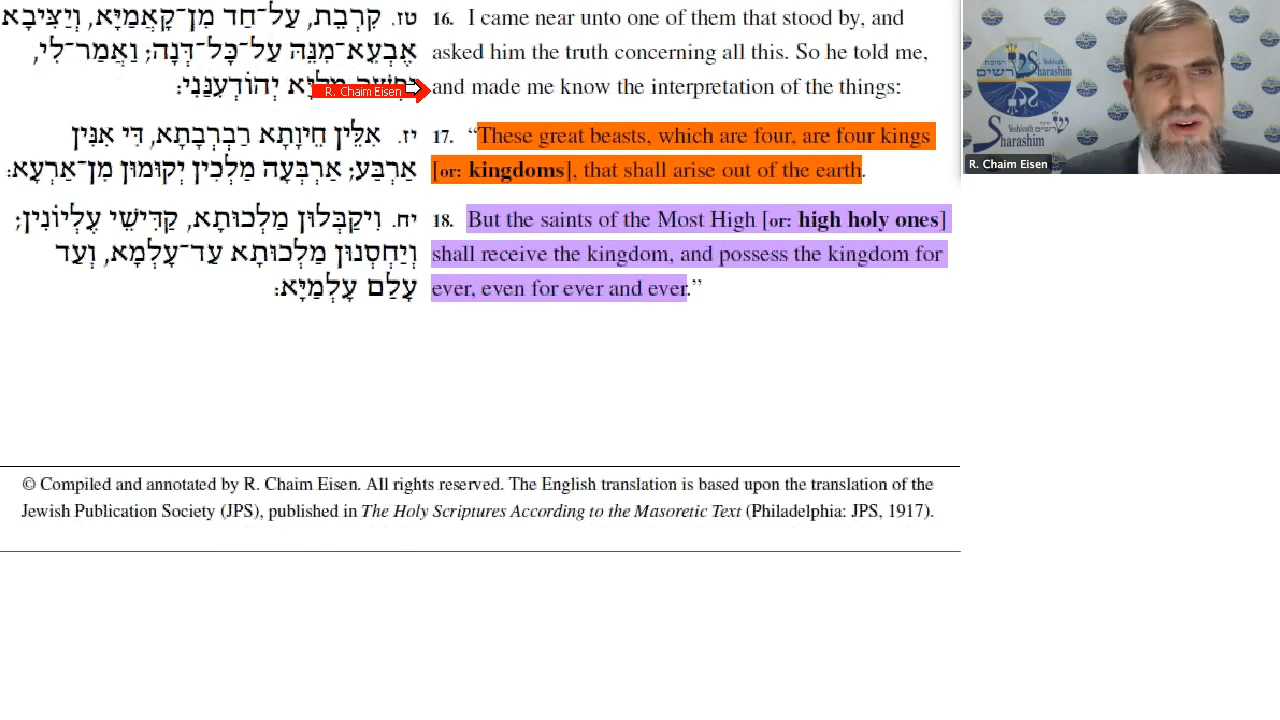 טז. קִרְבֵת, עַל־חַד מִן־קָאֲמַיָּא, וְיַצִּיבָא
אֶבְעֵא־מִנֵּהּ עַל־כָּל־דְּנָה; וַאֲמַר־לִי,
יְהוֹדְעִנַּנִי:
R. Chaim Eisen
16. I came near unto one of them that stood by, and
asked him the truth concerning all this. So he told me,
and made me know the interpretation of the things:
יז. אִלֵּין חֵיוָתָא רַבְרְבָתָא, דִּי אִנִּין
אַרְבַּע; אַרְבְּעָה מַלְכִין יְקוּמוּן מִן־אַרְעָא:
17. “These great beasts, which are four, are four kings
[or: kingdoms], that shall arise out of the earth.
יח. וִיקַבְּלוּן מַלְכוּתָא, קַדִּישֵׁי עֶלְיוֹנִין;
וְיַחְסְנוּן מַלְכוּתָא עַד־עָלְמָא, וְעַד
עָלַם עָלְמַיָּא:
18. But the saints of the Most High [or: high holy ones]
shall receive the kingdom, and possess the kingdom for
ever, even for ever and ever.”
© Compiled and annotated by R. Chaim Eisen. All rights reserved. The English translation is based upon the translation of the
Jewish Publication Society (JPS), published in The Holy Scriptures According to the Masoretic Text (Philadelphia: JPS, 1917).
ישיבת
שרשים
Yeshivath
Sharashim
R. Chaim Eisen